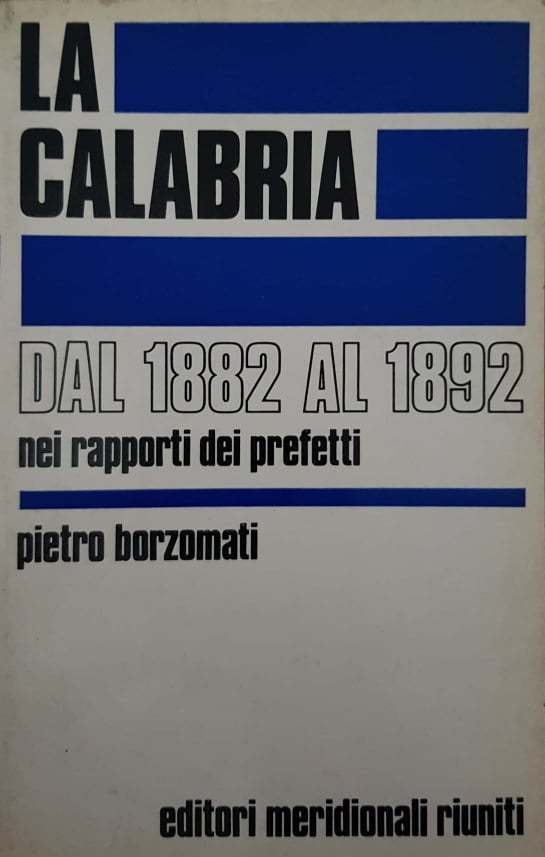 LA
CALABRIA
DAL 1882 AL 1892
nei rapporti dei prefetti
pietro borzomati
editori meridionali riuniti